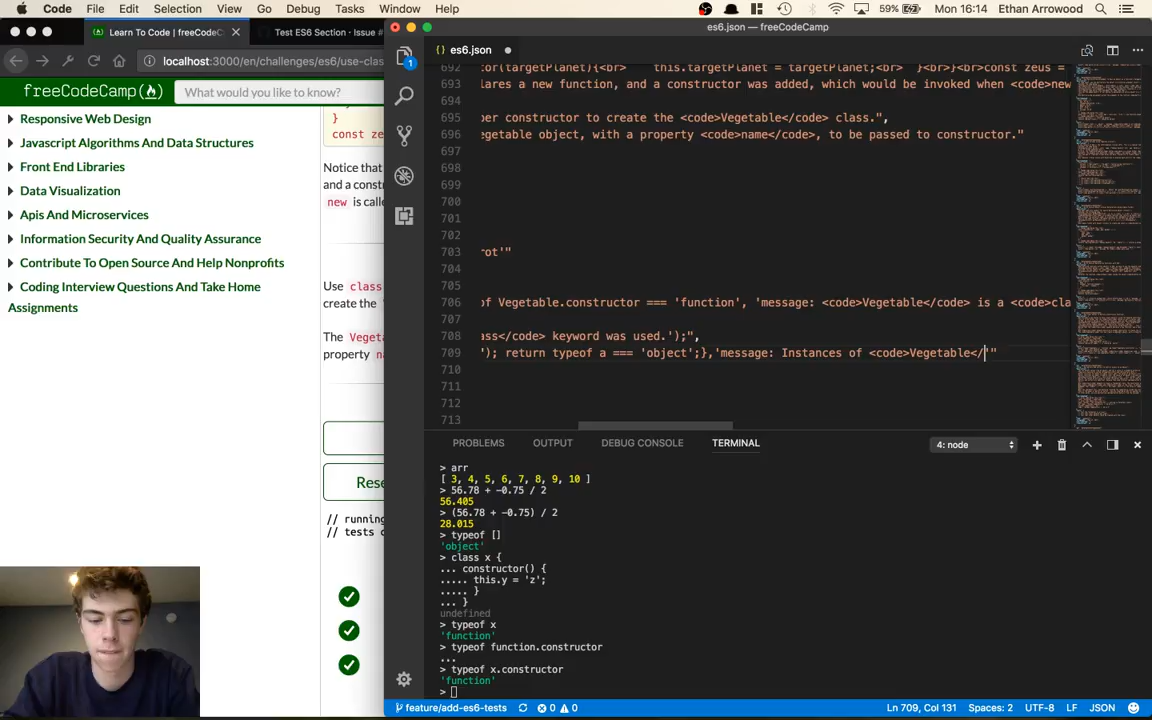 Code File Edit Selection View Go Debug Tasks Window Help 59% Mon 16:14 Ethan Arrowood
Learn To Code | freeCodeC
Test ES6 Section · Issue #
localhost:3000/en/challenges/es6/use-clas
freeCodeCamp
What would you like to know?
Responsive Web Design
Javascript Algorithms And Data Structures
Front End Libraries
Data Visualization
Apis And Microservices
Information Security And Quality Assurance
Contribute To Open Source And Help Nonprofits
Coding Interview Questions And Take Home
Assignments
}
const zeu
Notice that
and a constr
new is calle
Use class
create the
The Vegeta
property na
Rese
// running
// tests c
es6.json — freeCodeCamp
{} es6.json
1
692 tor(targetPlanet){<br>    this.targetPlanet = targetPlanet;<br>  }<br>}<br>const zeus =
693 lares a new function, and a constructor was added, which would be invoked when <code>new
694
695 per constructor to create the <code>Vegetable</code> class.",
696 egetable object, with a property <code>name</code>, to be passed to constructor."
697
698
699
700
701
702
703 rot'"
704
705
706 of Vegetable.constructor === 'function', 'message: <code>Vegetable</code> is a <code>cla
707
708 ass</code> keyword was used.');",
709 '); return typeof a === 'object';},'message: Instances of <code>Vegetable</'"
710
711
712
713
PROBLEMS OUTPUT DEBUG CONSOLE TERMINAL 4: node
> arr
[ 3, 4, 5, 6, 7, 8, 9, 10 ]
> 56.78 + -0.75 / 2
56.405
> (56.78 + -0.75) / 2
28.015
> typeof []
'object'
> class x {
... constructor() {
..... this.y = 'z';
..... }
... }
undefined
> typeof x
'function'
> typeof function.constructor
...
> typeof x.constructor
'function'
>
feature/add-es6-tests 0 0 Ln 709, Col 131 Spaces: 2 UTF-8 LF JSON